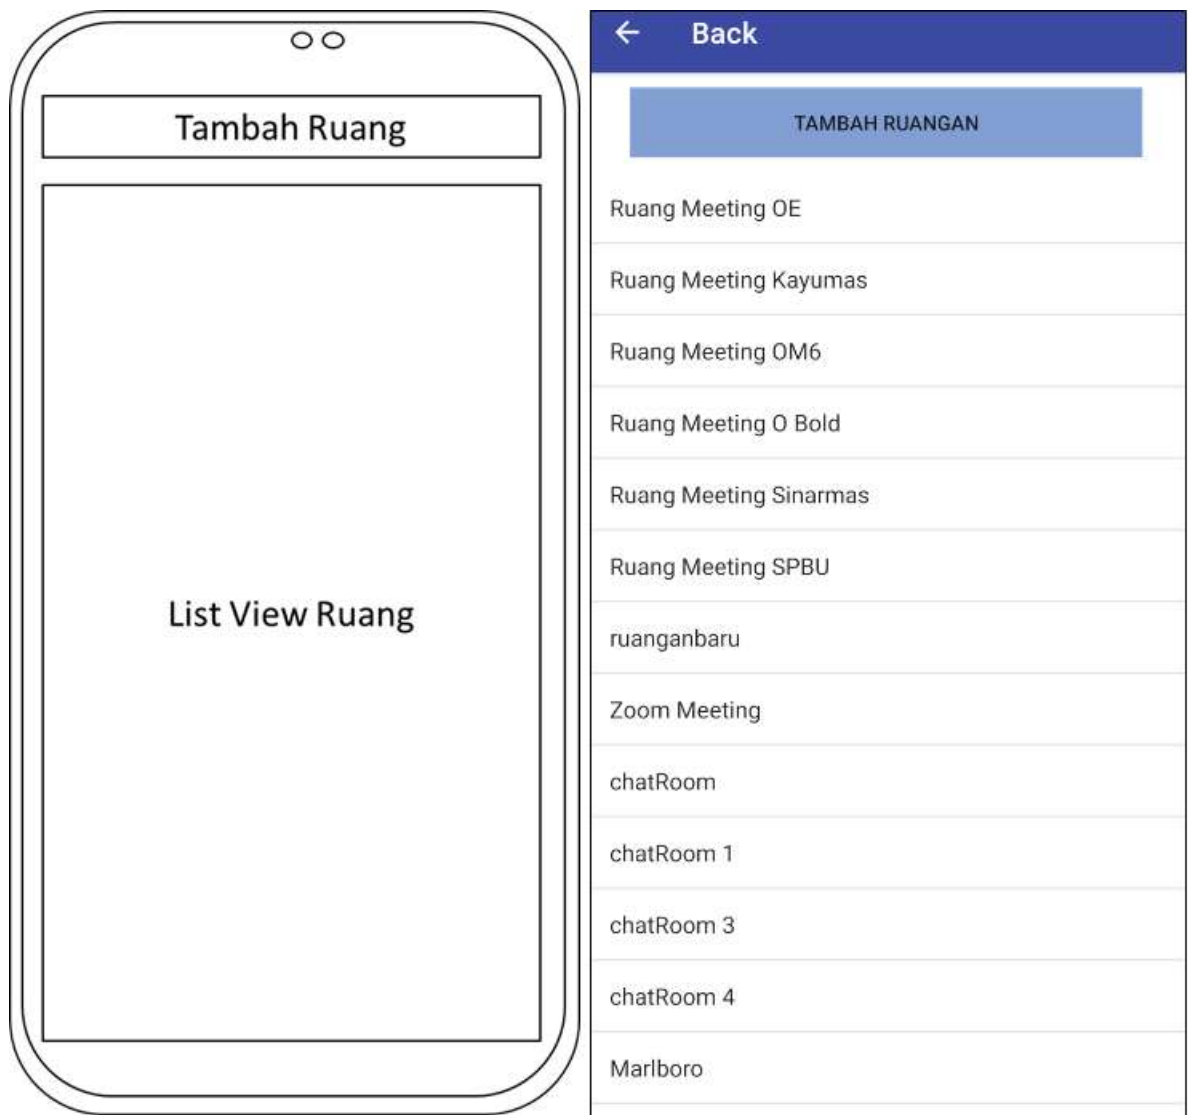 Tambah Ruang
List View Ruang
Back
TAMBAH RUANGAN
Ruang Meeting OE
Ruang Meeting Kayumas
Ruang Meeting OM6
Ruang Meeting O Bold
Ruang Meeting Sinarmas
Ruang Meeting SPBU
ruanganbaru
Zoom Meeting
chatRoom
chatRoom 1
chatRoom 3
chatRoom 4
Marlboro